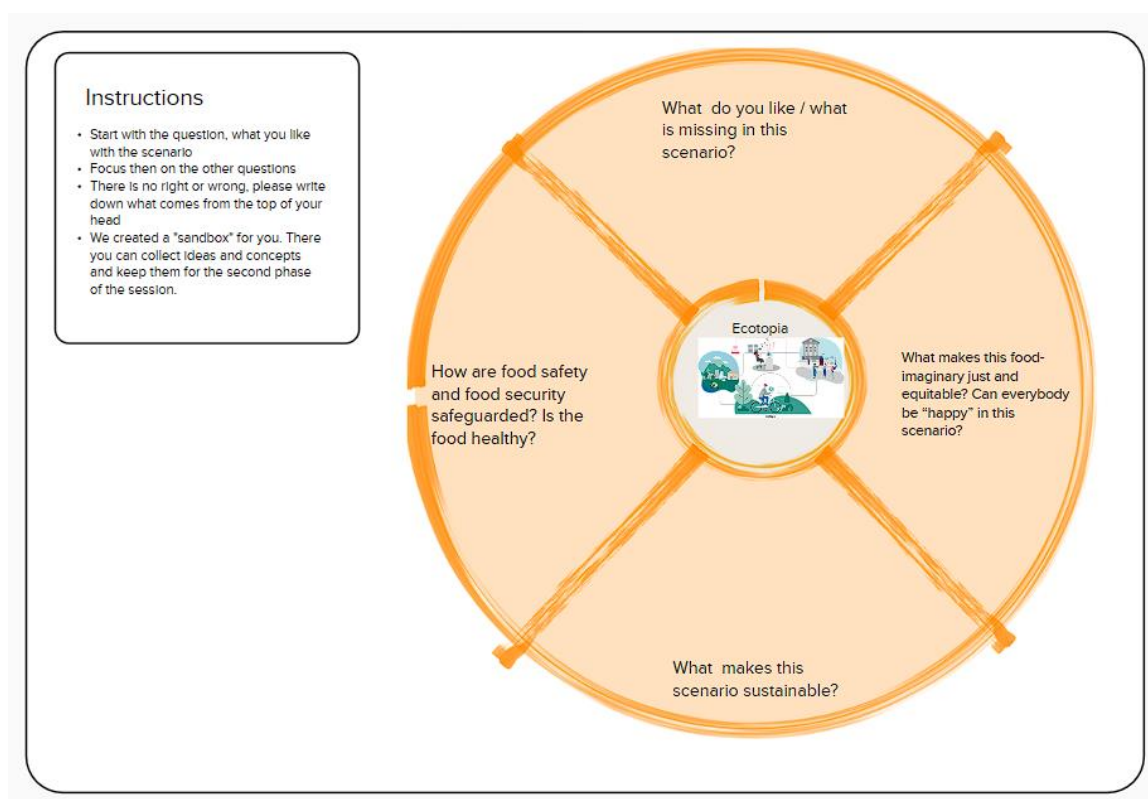 Instructions
• Start with the question, what you like
with the scenario
• Focus then on the other questions
• There is no right or wrong, please write
down what comes from the top of your
head
• We created a "sandbox" for you. There
you can collect ideas and concepts
and keep them for the second phase
of the session.
What do you like / what
is missing in this
scenario?
Ecotopia
How are food safety
and food security
safeguarded? Is the
food healthy?
What makes this food-
imaginary just and
equitable? Can everybody
be “happy” in this
scenario?
What makes this
scenario sustainable?